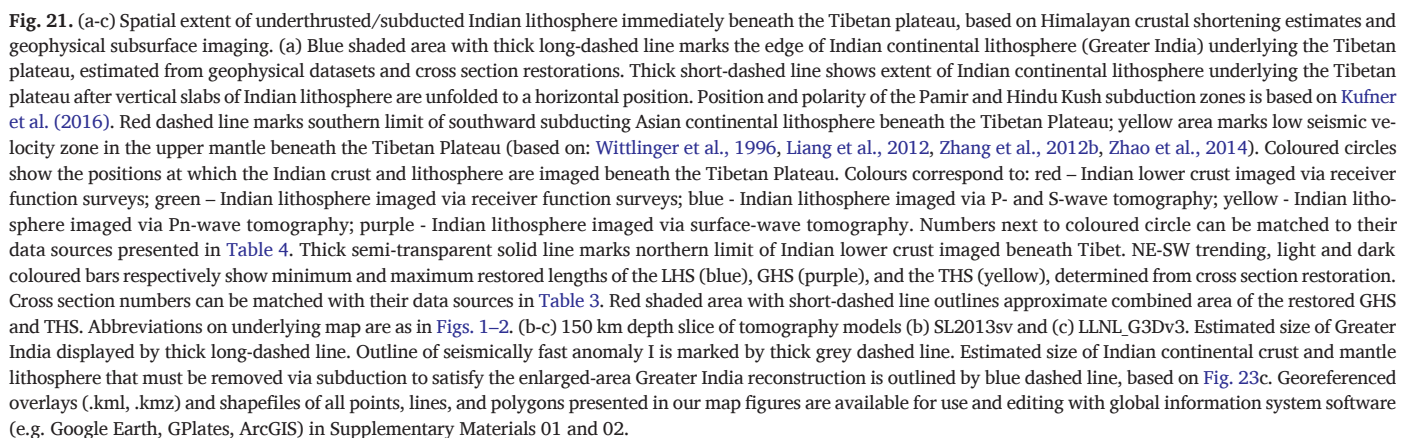 Fig. 21. (a-c) Spatial extent of underthrusted/subducted Indian lithosphere immediately beneath the Tibetan plateau, based on Himalayan crustal shortening estimates and
geophysical subsurface imaging. (a) Blue shaded area with thick long-dashed line marks the edge of Indian continental lithosphere (Greater India) underlying the Tibetan
plateau, estimated from geophysical datasets and cross section restorations. Thick short-dashed line shows extent of Indian continental lithosphere underlying the Tibetan
plateau after vertical slabs of Indian lithosphere are unfolded to a horizontal position. Position and polarity of the Pamir and Hindu Kush subduction zones is based on Kufner
et al. (2016). Red dashed line marks southern limit of southward subducting Asian continental lithosphere beneath the Tibetan Plateau; yellow area marks low seismic ve-
locity zone in the upper mantle beneath the Tibetan Plateau (based on: Wittlinger et al., 1996, Liang et al., 2012, Zhang et al., 2012b, Zhao et al., 2014). Coloured circles
show the positions at which the Indian crust and lithosphere are imaged beneath the Tibetan Plateau. Colours correspond to: red – Indian lower crust imaged via receiver
function surveys; green – Indian lithosphere imaged via receiver function surveys; blue - Indian lithosphere imaged via P- and S-wave tomography; yellow - Indian litho-
sphere imaged via Pn-wave tomography; purple - Indian lithosphere imaged via surface-wave tomography. Numbers next to coloured circle can be matched to their
data sources presented in Table 4. Thick semi-transparent solid line marks northern limit of Indian lower crust imaged beneath Tibet. NE-SW trending, light and dark
coloured bars respectively show minimum and maximum restored lengths of the LHS (blue), GHS (purple), and the THS (yellow), determined from cross section restoration.
Cross section numbers can be matched with their data sources in Table 3. Red shaded area with short-dashed line outlines approximate combined area of the restored GHS
and THS. Abbreviations on underlying map are as in Figs. 1–2. (b-c) 150 km depth slice of tomography models (b) SL2013sv and (c) LLNL_G3Dv3. Estimated size of Greater
India displayed by thick long-dashed line. Outline of seismically fast anomaly I is marked by thick grey dashed line. Estimated size of Indian continental crust and mantle
lithosphere that must be removed via subduction to satisfy the enlarged-area Greater India reconstruction is outlined by blue dashed line, based on Fig. 23c. Georeferenced
overlays (.kml, .kmz) and shapefiles of all points, lines, and polygons presented in our map figures are available for use and editing with global information system software
(e.g. Google Earth, GPlates, ArcGIS) in Supplementary Materials 01 and 02.